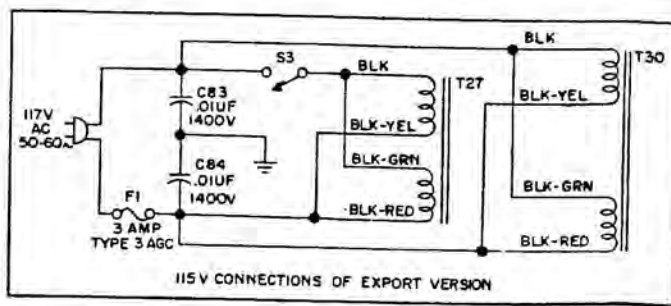 BLK
T30
S3
BLK
T27
C83
.01UF
1400V
BLK-YEL
BLK-YEL
117V
AC
50-60~
BLK-GRN
BLK-GRN
C84
.01UF
1400V
F1
3 AMP
TYPE 3 AGC
BLK-RED
BLK-RED
115V CONNECTIONS OF EXPORT VERSION